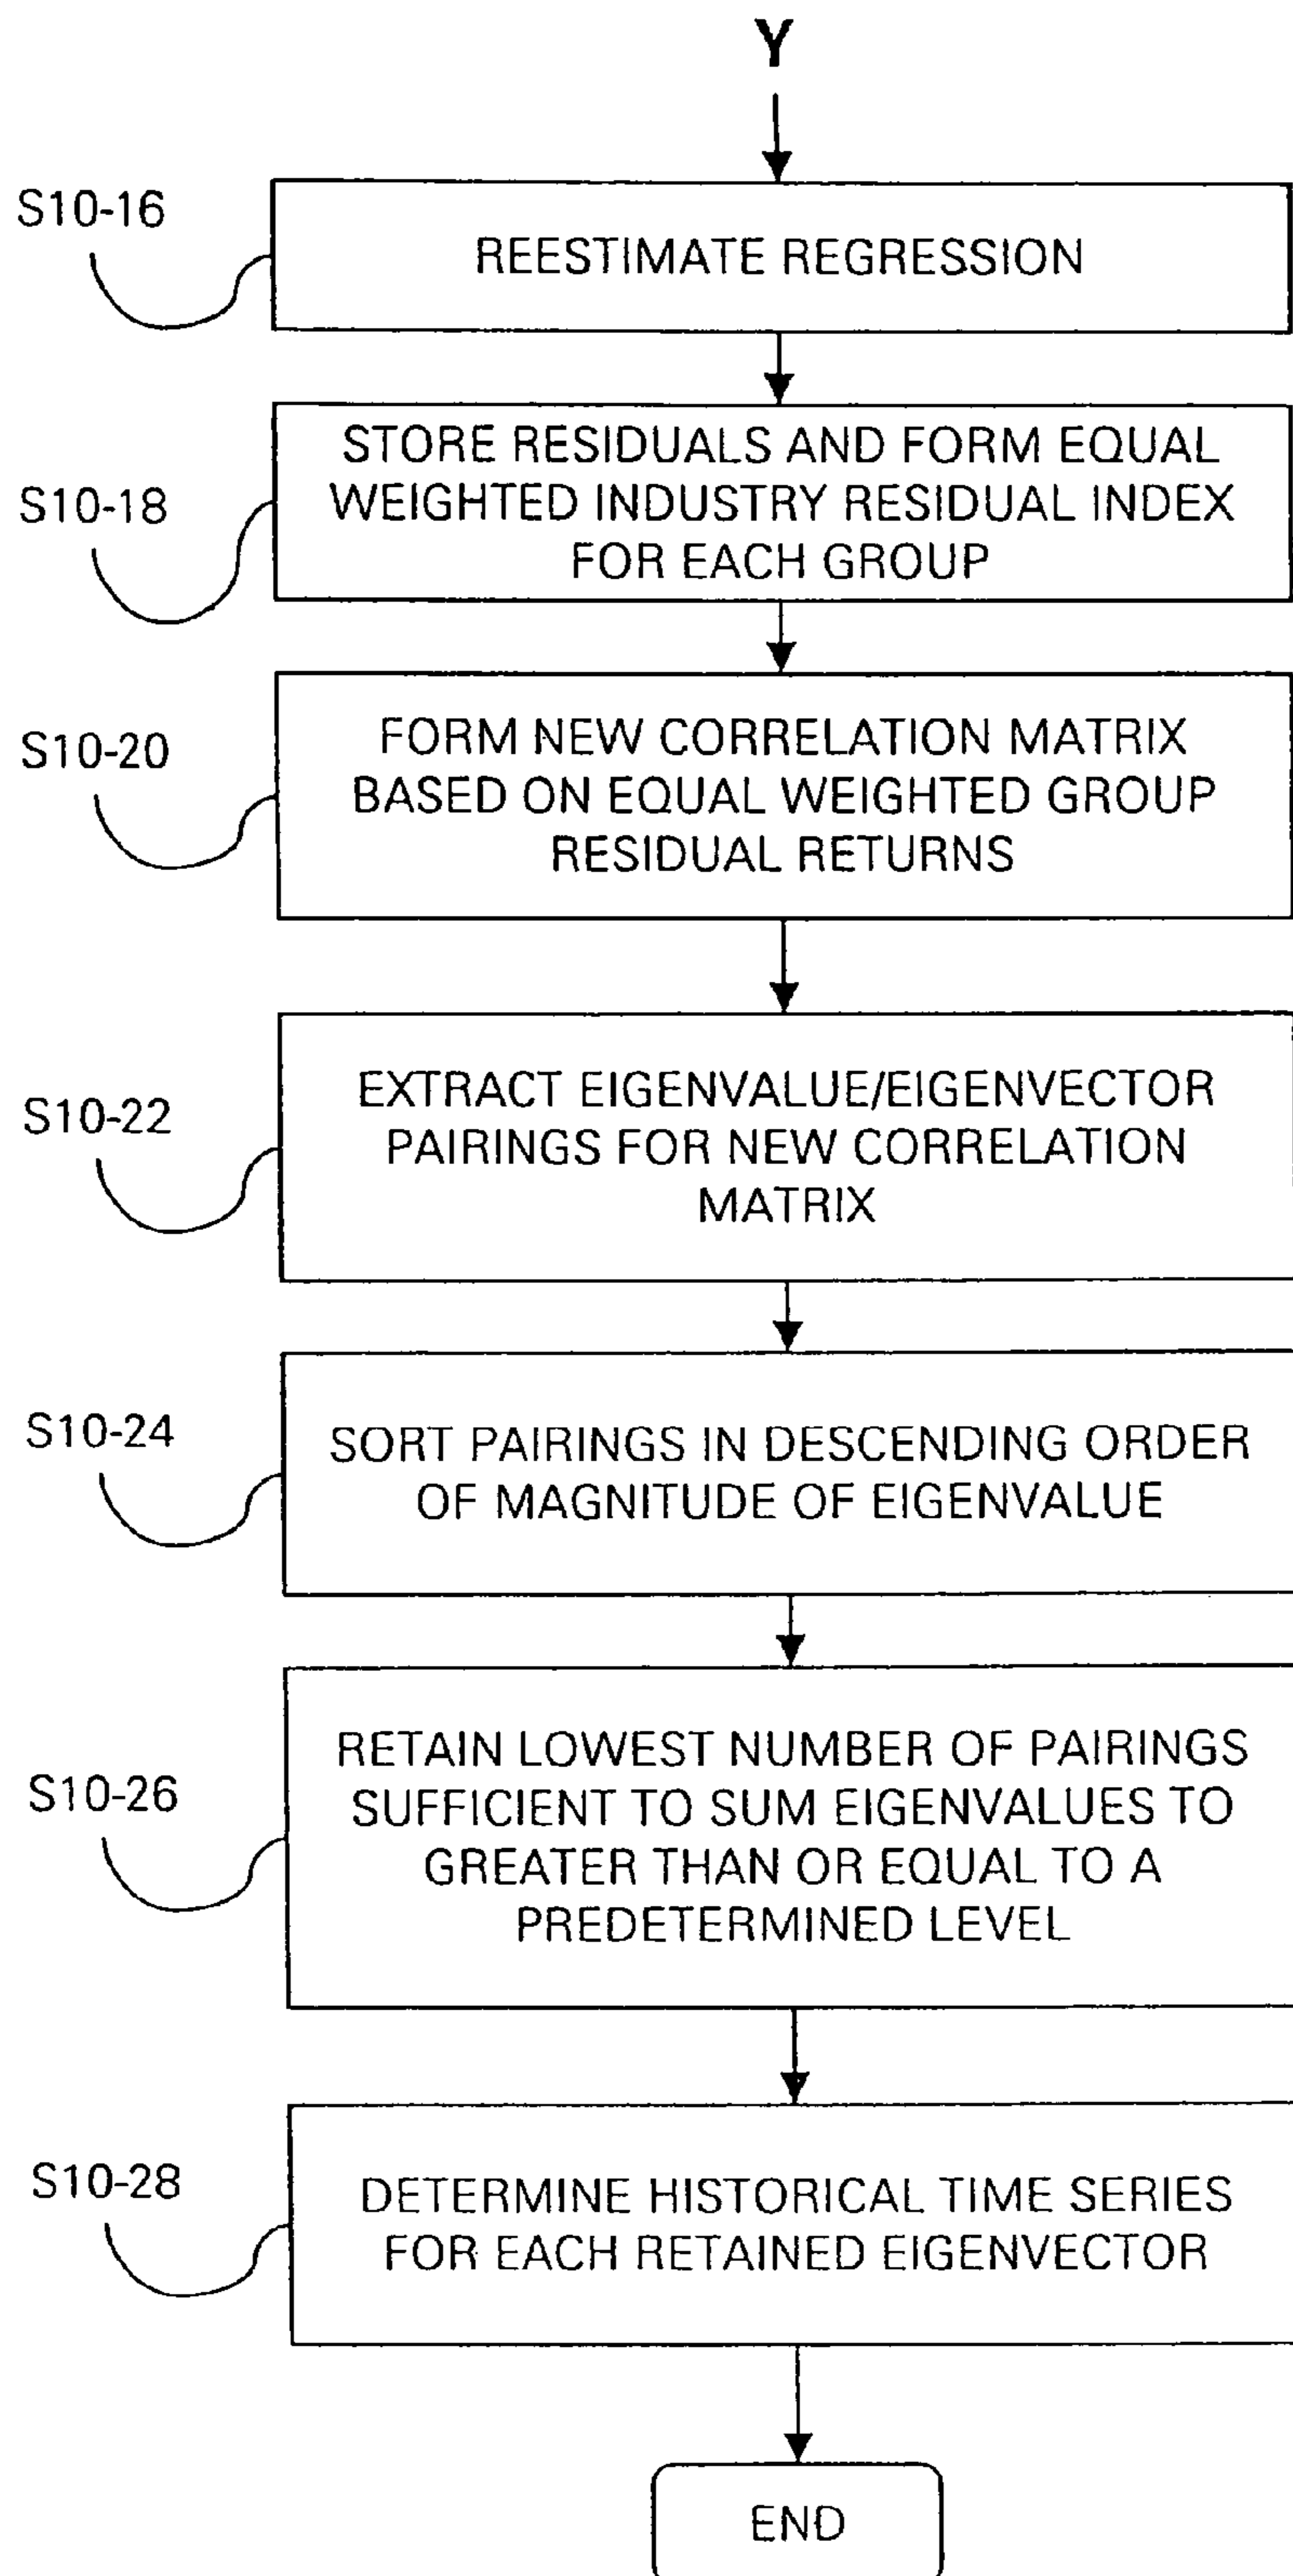 Y
S10-16
REESTIMATE REGRESSION
S10-18
STORE RESIDUALS AND FORM EQUAL
WEIGHTED INDUSTRY RESIDUAL INDEX
FOR EACH GROUP
S10-20
FORM NEW CORRELATION MATRIX
BASED ON EQUAL WEIGHTED GROUP
RESIDUAL RETURNS
S10-22
EXTRACT EIGENVALUE/EIGENVECTOR
PAIRINGS FOR NEW CORRELATION
MATRIX
S10-24
SORT PAIRINGS IN DESCENDING ORDER
OF MAGNITUDE OF EIGENVALUE
S10-26
RETAIN LOWEST NUMBER OF PAIRINGS
SUFFICIENT TO SUM EIGENVALUES TO
GREATER THAN OR EQUAL TO A
PREDETERMINED LEVEL
S10-28
DETERMINE HISTORICAL TIME SERIES
FOR EACH RETAINED EIGENVECTOR
END